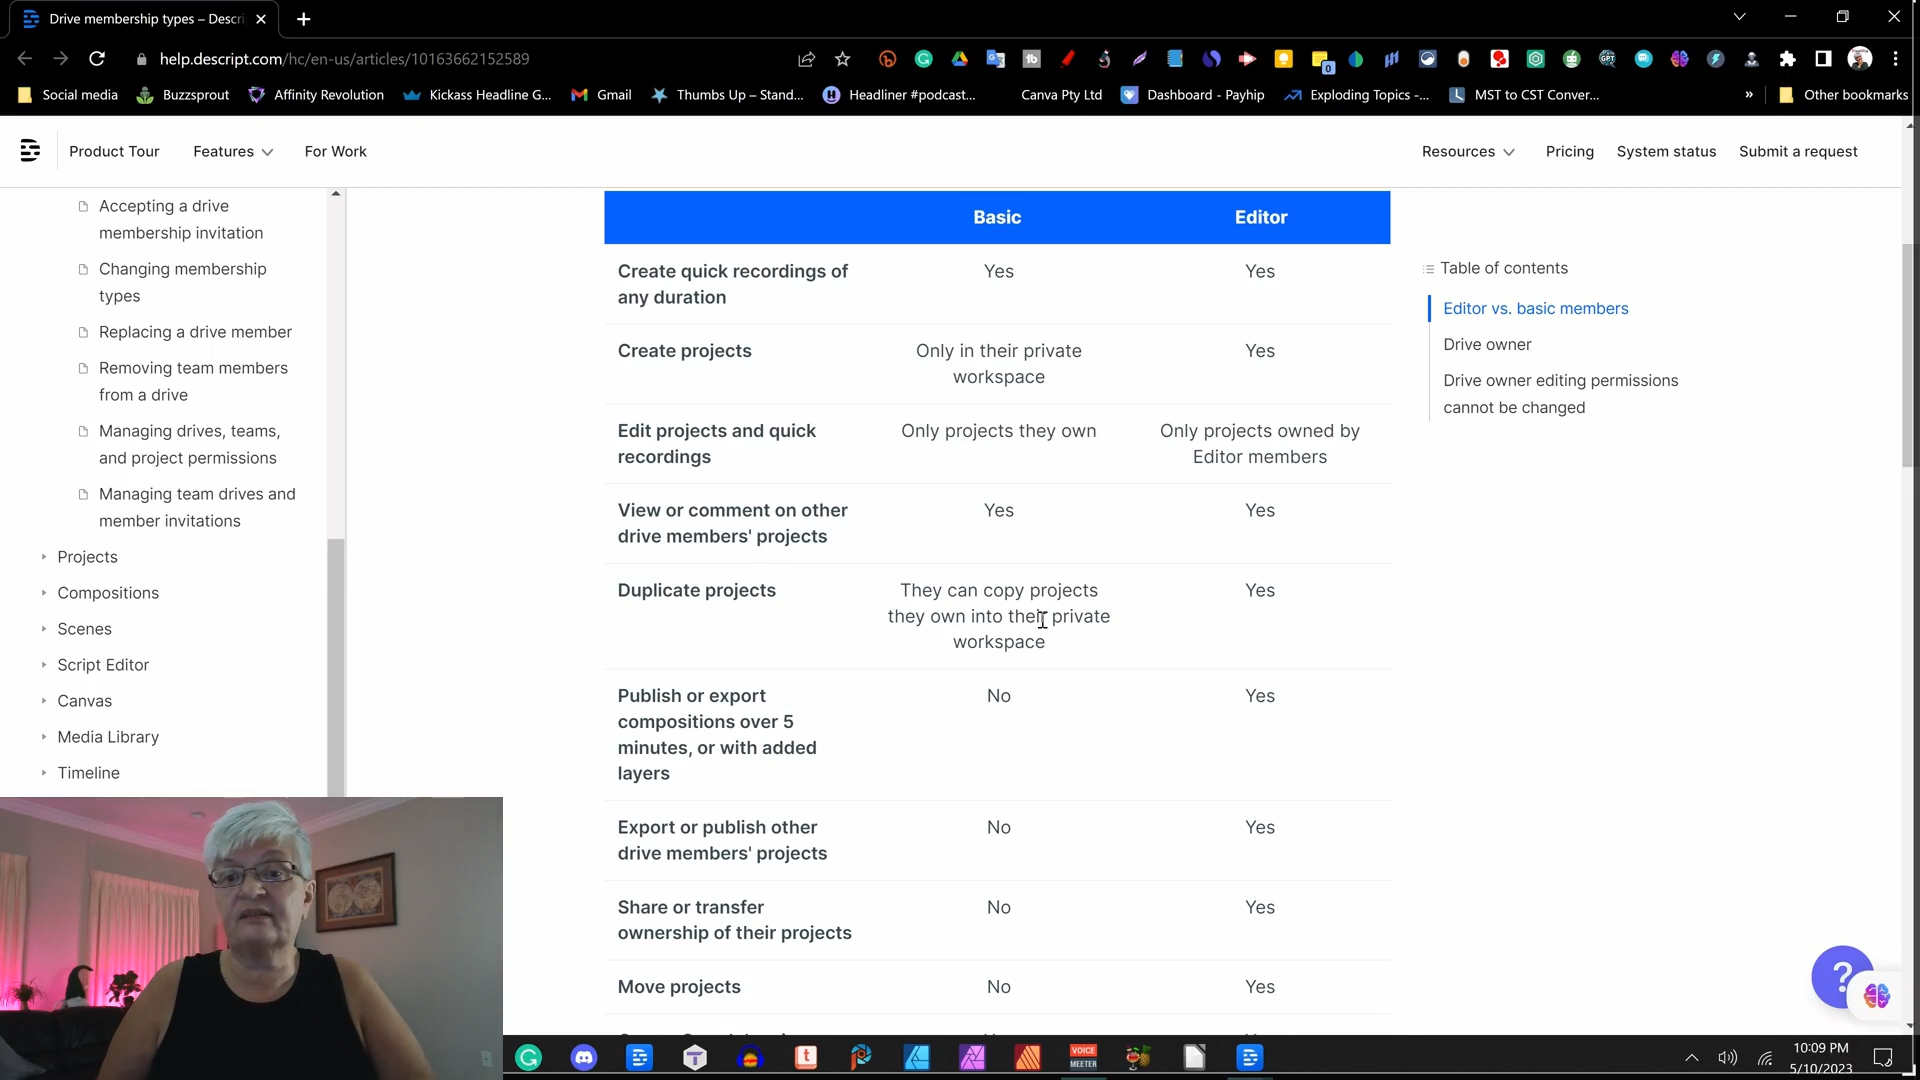 Drive membership types – Descri
help.descript.com/hc/en-us/articles/10163662152589
Social media
Buzzsprout
Affinity Revolution
Kickass Headline G...
Gmail
Thumbs Up – Stand...
Headliner #podcast...
Canva Pty Ltd
Dashboard - Payhip
Exploding Topics -...
MST to CST Conver...
»
Other bookmarks
Product Tour
Features
For Work
Resources
Pricing
System status
Submit a request
Accepting a drive
membership invitation
Changing membership
types
Replacing a drive member
Removing team members
from a drive
Managing drives, teams,
and project permissions
Managing team drives and
member invitations
Projects
Compositions
Scenes
Script Editor
Canvas
Media Library
Timeline
Basic
Editor
Create quick recordings of
any duration
Yes
Yes
Create projects
Only in their private
workspace
Yes
Edit projects and quick
recordings
Only projects they own
Only projects owned by
Editor members
View or comment on other
drive members' projects
Yes
Yes
Duplicate projects
They can copy projects
they own into their private
workspace
Yes
Publish or export
compositions over 5
minutes, or with added
layers
No
Yes
Export or publish other
drive members' projects
No
Yes
Share or transfer
ownership of their projects
No
Yes
Move projects
No
Yes
Table of contents
Editor vs. basic members
Drive owner
Drive owner editing permissions
cannot be changed
?
VOICE
MEETER
10:09 PM
5/10/2023